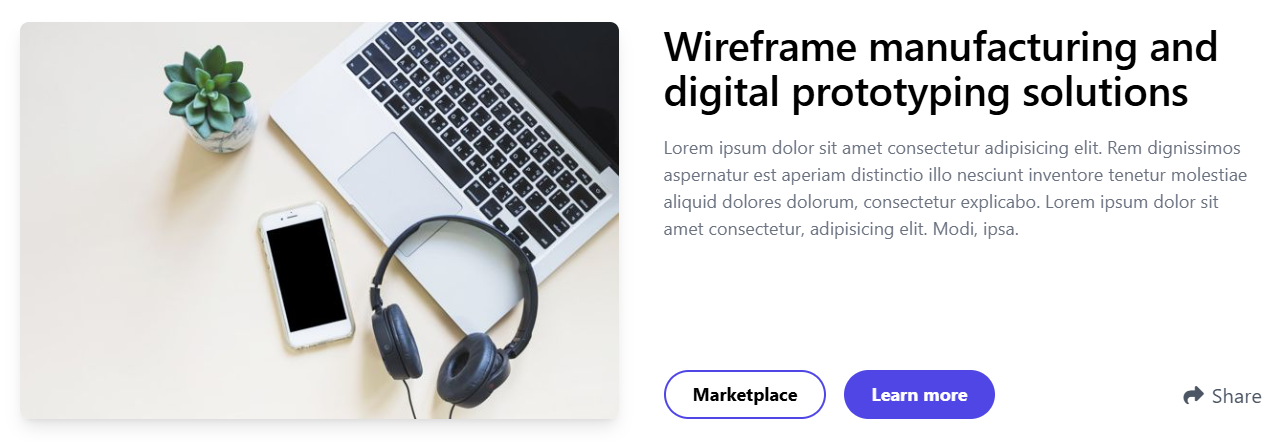 Wireframe manufacturing and
digital prototyping solutions
Lorem ipsum dolor sit amet consectetur adipisicing elit. Rem dignissimos
aspernatur est aperiam distinctio illo nesciunt inventore tenetur molestiae
aliquid dolores dolorum, consectetur explicabo. Lorem ipsum dolor sit
amet consectetur, adipisicing elit. Modi, ipsa.
Marketplace
Learn more
Share